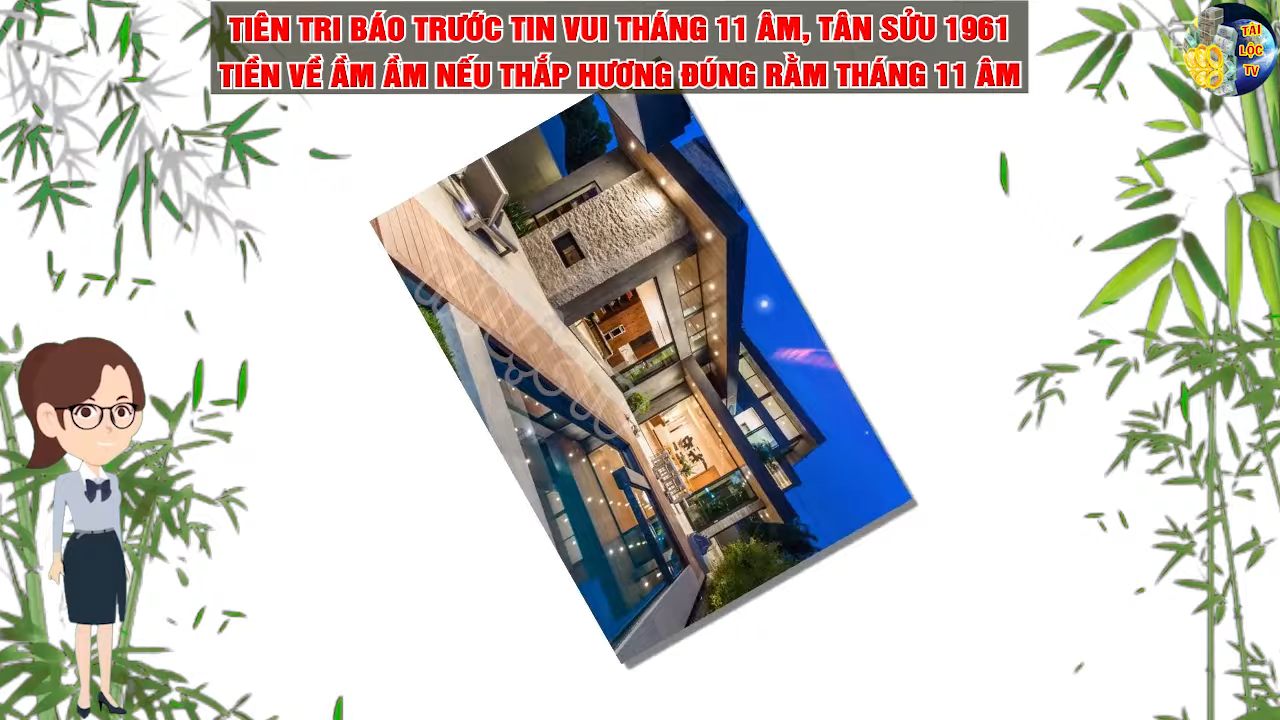 TIÊN TRI BÁO TRƯỚC TIN VUI THÁNG 11 ÂM, TÂN SỬU 1961
TIỀN VỀ ẦM ẦM NẾU THẮP HƯƠNG ĐÚNG RẰM THÁNG 11 ÂM
TÀI
LỘC
TV